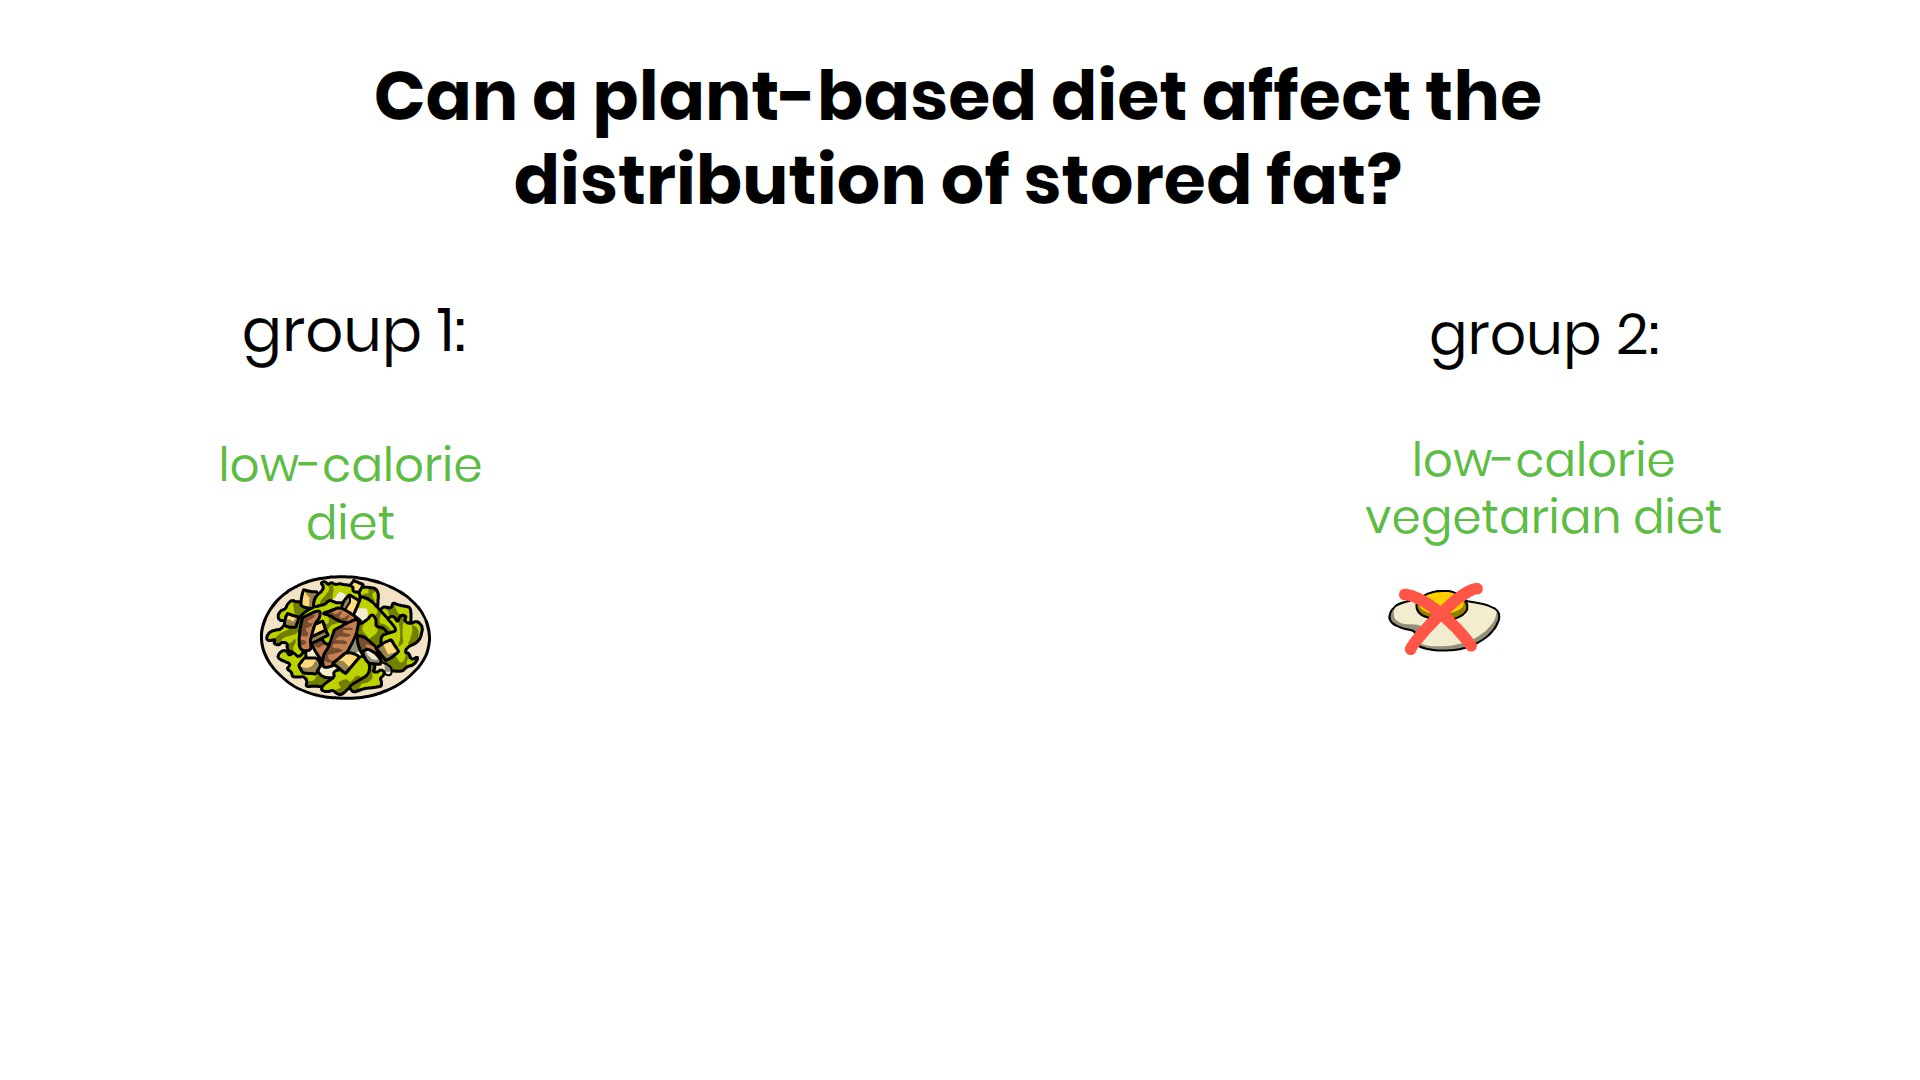 Can a plant-based diet affect the
distribution of stored fat?
group 1:
low-calorie
diet
group 2:
low-calorie
vegetarian diet